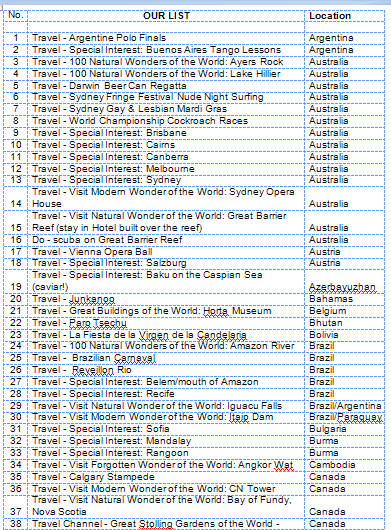 No. OUR LIST Location
1 Travel - Argentine Polo Finals Argentina
2 Travel - Special Interest: Buenos Aires Tango Lessons Argentina
3 Travel - 100 Natural Wonders of the World: Ayers Rock Australia
4 Travel - 100 Natural Wonders of the World: Lake Hillier Australia
5 Travel - Darwin Beer Can Regatta Australia
6 Travel - Sydney Fringe Festival Nude Night Surfing Australia
7 Travel - Sydney Gay & Lesbian Mardi Gras Australia
8 Travel - World Championship Cockroach Races Australia
9 Travel - Special Interest: Brisbane Australia
10 Travel - Special Interest: Cairns Australia
11 Travel - Special Interest: Canberra Australia
12 Travel - Special Interest: Melbourne Australia
13 Travel - Special Interest: Sydney Australia
Travel - Visit Modern Wonder of the World: Sydney Opera
14 House Australia
Travel - Visit Natural Wonder of the World: Great Barrier
15 Reef (stay in Hotel built over the reef) Australia
16 Do - scuba on Great Barrier Reef Australia
17 Travel - Vienna Opera Ball Austria
18 Travel - Special Interest: Salzburg Austria
Travel - Special Interest: Baku on the Caspian Sea
19 (caviar!) Azerbayuzhan
20 Travel - Junkanoo Bahamas
21 Travel - Great Buildings of the World: Horta Museum Belgium
22 Travel - Paro Tsechu Bhutan
23 Travel - La Fiesta de la Virgen de la Candelaria Bolivia
24 Travel - 100 Natural Wonders of the World: Amazon River Brazil
25 Travel - Brazilian Carnaval Brazil
26 Travel - Reveillon Rio Brazil
27 Travel - Special Interest: Belem/mouth of Amazon Brazil
28 Travel - Special Interest: Recife Brazil
29 Travel - Visit Natural Wonder of the World: Iguacu Falls Brazil/Argentina
30 Travel - Visit Modern Wonder of the World: Itaip Dam Brazil/Paraguay
31 Travel - Special Interest: Sofia Bulgaria
32 Travel - Special Interest: Mandalay Burma
33 Travel - Special Interest: Rangoon Burma
34 Travel - Visit Forgotten Wonder of the World: Angkor Wat Cambodia
35 Travel - Calgary Stampede Canada
36 Travel - Visit Modern Wonder of the World: CN Tower Canada
Travel - Visit Natural Wonder of the World: Bay of Fundy,
37 Nova Scotia Canada
38 Travel Channel - Great Stolling Gardens of the World - Canada